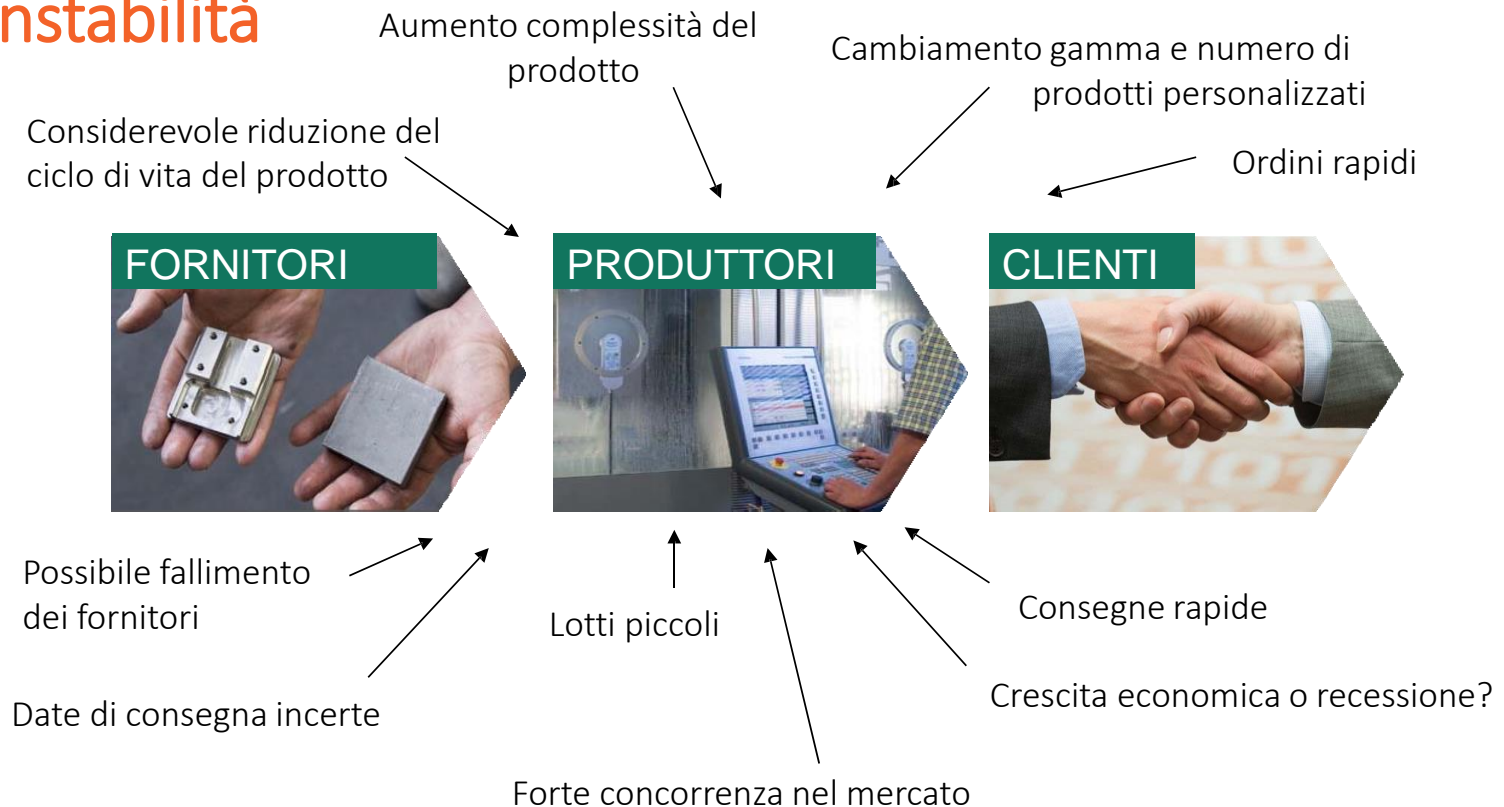 nstabilità
Aumento complessità del
prodotto
Cambiamento gamma e numero di
prodotti personalizzati
Considerevole riduzione del
ciclo di vita del prodotto
Ordini rapidi
FORNITORI
PRODUTTORI
CLIENTI
Possibile fallimento
dei fornitori
Lotti piccoli
Consegne rapide
Date di consegna incerte
Crescita economica o recessione?
Forte concorrenza nel mercato